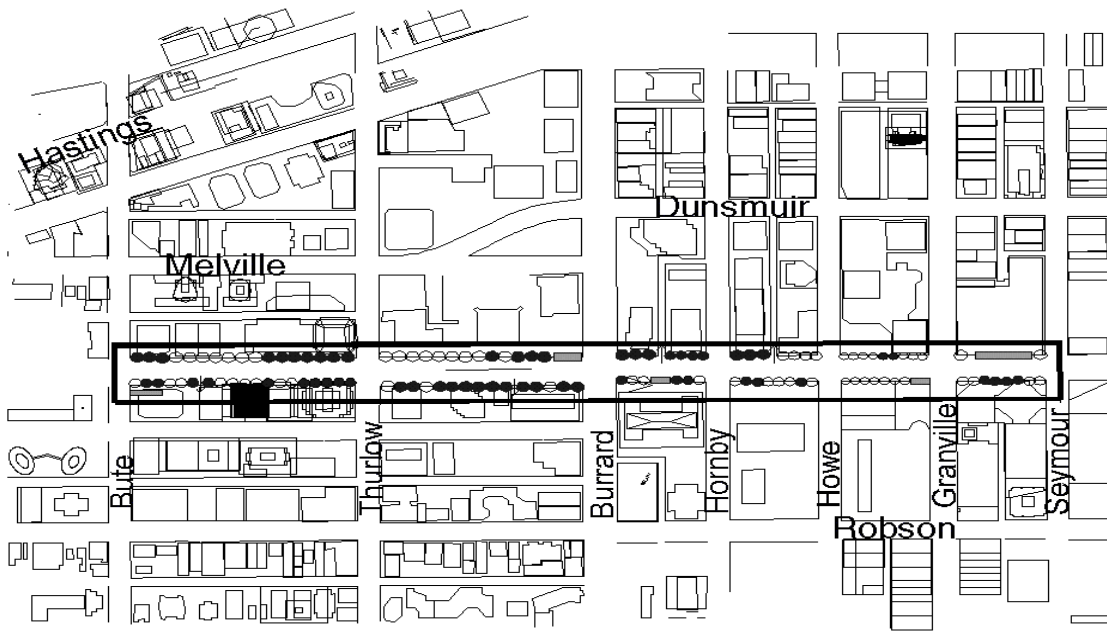 Hastings
Dunsmuir
Melville
Bute
Thurlow
Burrard
Hornby
Howe
Granville
Seymour
Robson